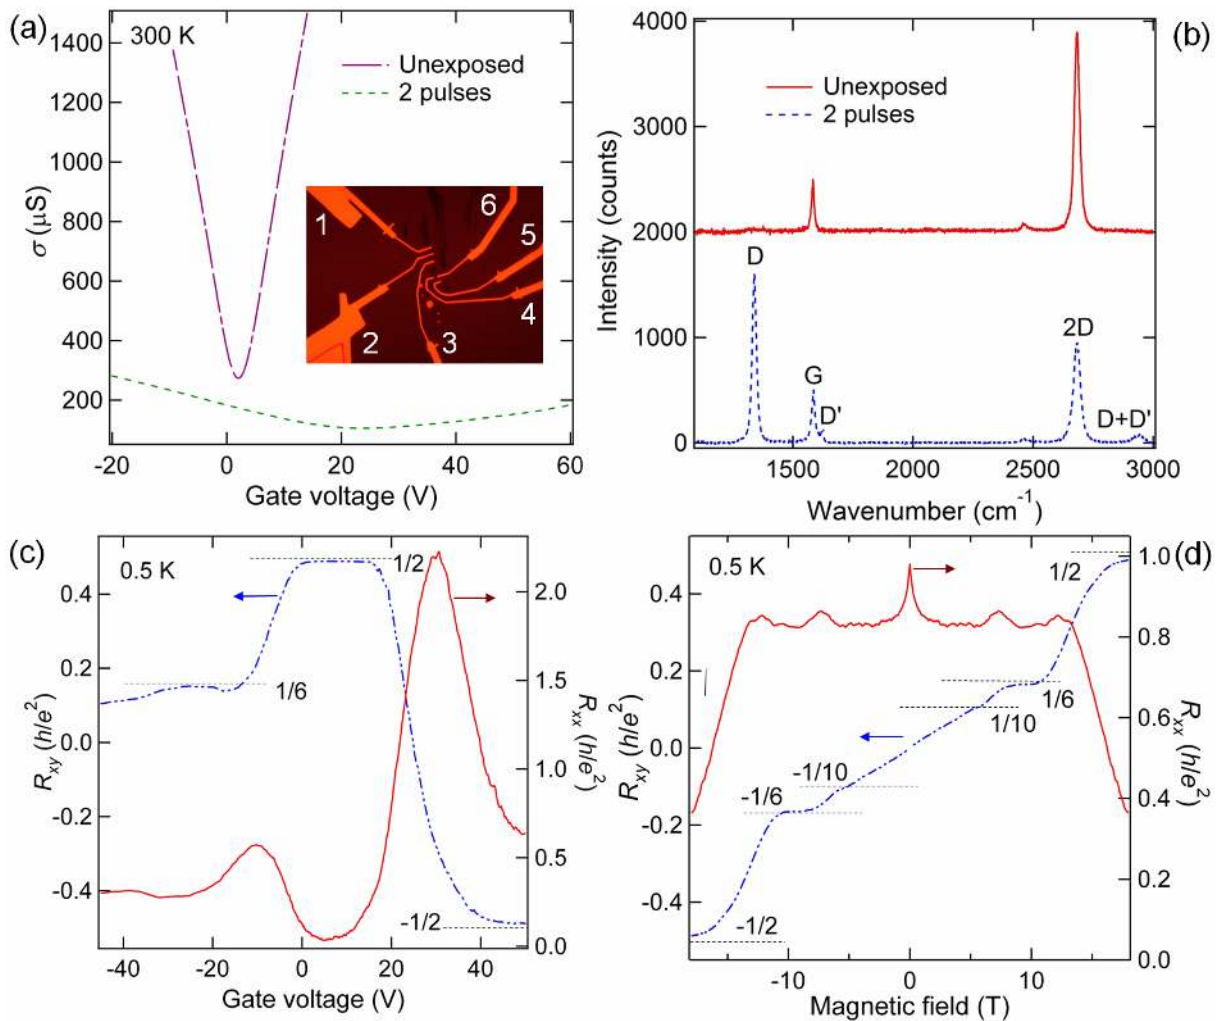 (a)
300 K
Unexposed
2 pulses
1400
1200
1000
800
600
400
200
σ (μS)
1
2
3
4
5
6
-20
0
20
40
60
Gate voltage (V)
(b)
Unexposed
2 pulses
4000
3000
2000
1000
0
Intensity (counts)
D
G
D'
2D
D+D'
1500
2000
2500
3000
Wavenumber (cm⁻¹)
(c)
0.5 K
0.4
0.2
0.0
-0.2
-0.4
Rxy (h/e²)
1/2
1/6
-1/2
2.0
1.5
1.0
2.1
0.5
0.0
Rxx (h/e²)
-40
-20
0
20
40
Gate voltage (V)
(d)
0.5 K
0.4
0.2
0.0
-0.2
-0.4
Rxy (h/e²)
1/2
1/6
1/10
-1/10
-1/6
-1/2
1.0
0.8
0.6
0.4
0.2
0.0
Rxx (h/e²)
-10
0
10
Magnetic field (T)